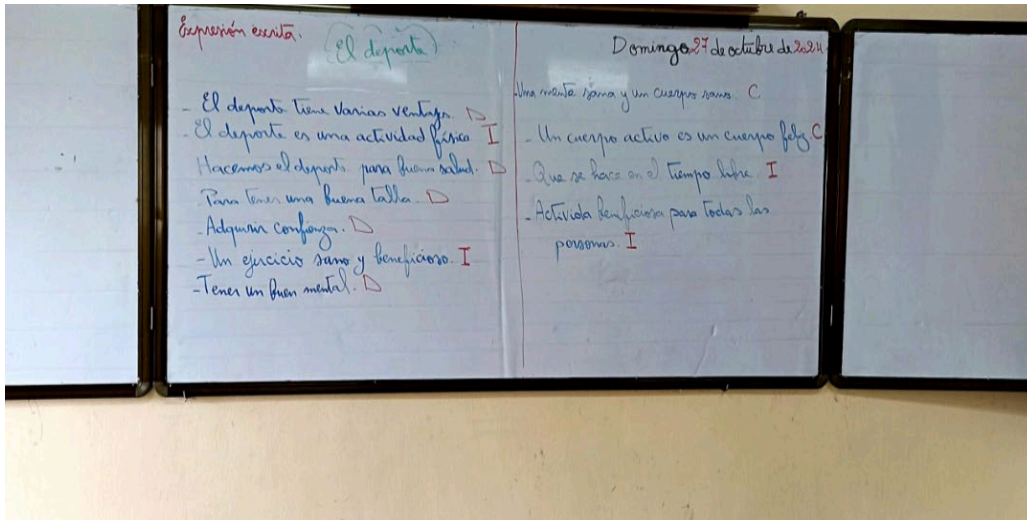 Expresión escrita.
El deporte
- El deporte tiene varias ventajas. D
- El deporte es una actividad física I
Hacemos el deporte para buena salud. D
- Para tener una buena talla. D
- Adquirir confianza. D
- Un ejercicio sano y beneficioso. I
- Tener un buen mental. D
Domingo 27 de octubre de 2024
- Una mente sana y un cuerpo sano. C
- Un cuerpo activo es un cuerpo feliz. C
- Que se hace en el tiempo libre. I
- Activida beneficiosa para todas las
personas. I